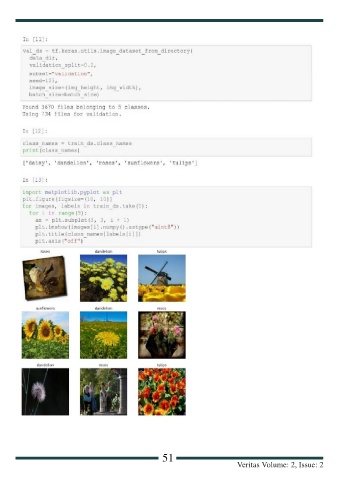 In [11]:
val_ds = tf.keras.utils.image_dataset_from_directory(
data_dir,
validation_split=0.2,
subset="validation",
seed=123,
image_size=(img_height, img_width),
batch_size=batch_size)
Found 3670 files belonging to 5 classes.
Using 734 files for validation.
In [12]:
class_names = train_ds.class_names
print(class_names)
['daisy', 'dandelion', 'roses', 'sunflowers', 'tulips']
In [13]:
import matplotlib.pyplot as plt
plt.figure(figsize=(10, 10))
for images, labels in train_ds.take(1):
for i in range(9):
ax = plt.subplot(3, 3, i + 1)
plt.imshow(images[i].numpy().astype("uint8"))
plt.title(class_names[labels[i]])
plt.axis("off")
roses dandelion tulips
sunflowers dandelion roses
dandelion roses tulips
51
Veritas Volume: 2, Issue: 2